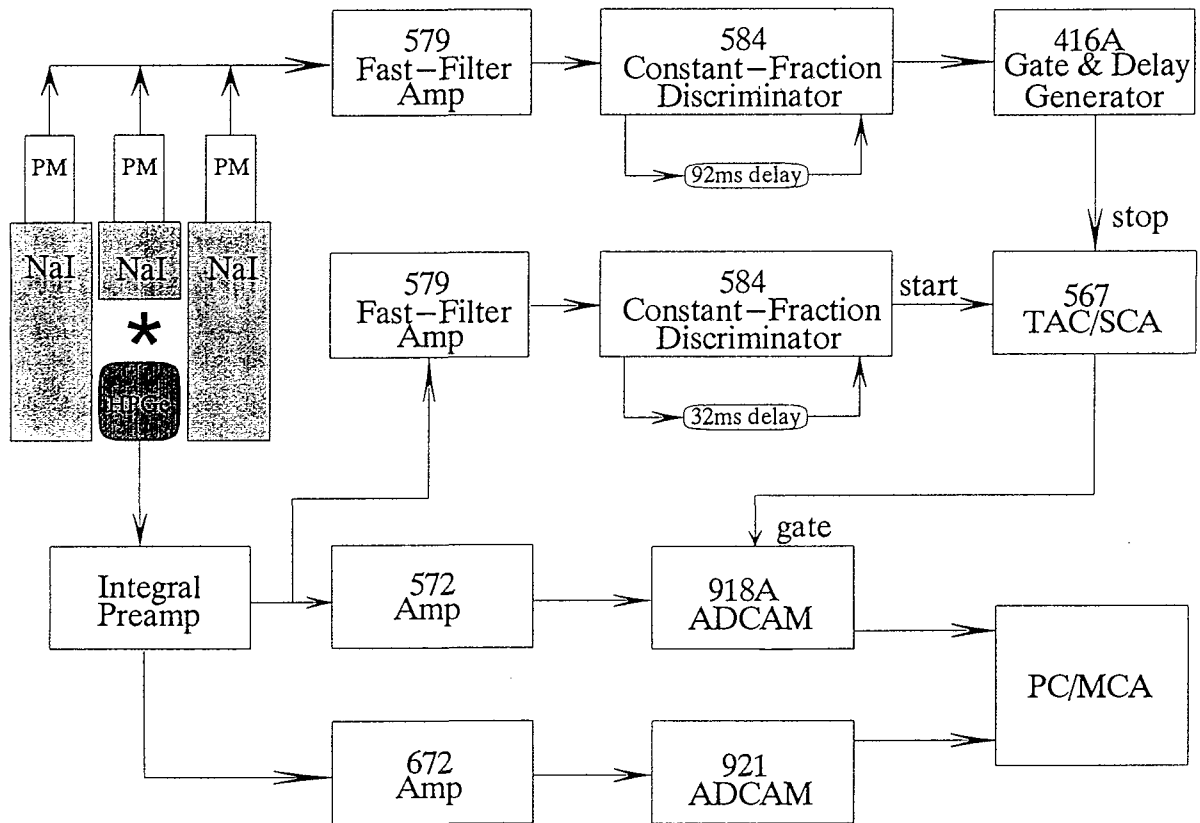 579
Fast-Filter
Amp
584
Constant-Fraction
Discriminator
416A
Gate & Delay
Generator
PM
PM
PM
92ms delay
stop
NaI
NaI
NaI
579
Fast-Filter
Amp
584
Constant-Fraction
Discriminator
start
567
TAC/SCA
HPGe
32ms delay
gate
Integral
Preamp
572
Amp
918A
ADCAM
PC/MCA
672
Amp
921
ADCAM